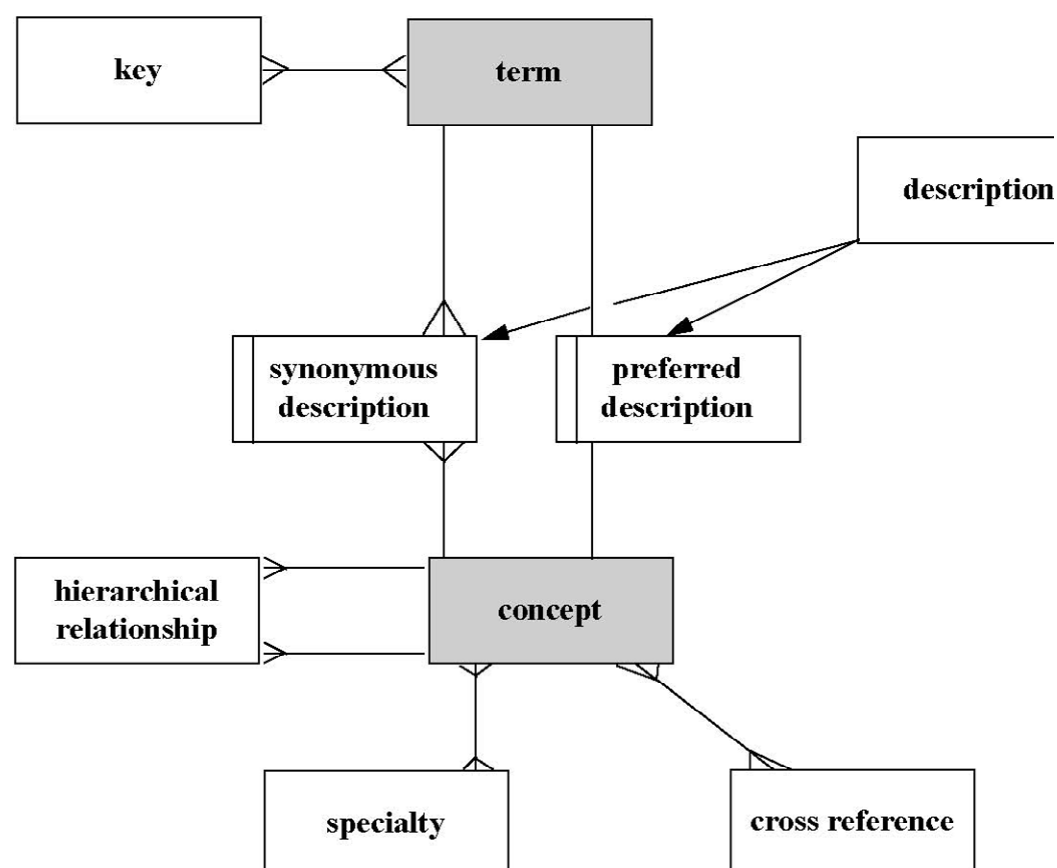 key
term
description
synonymous
description
preferred
description
hierarchical
relationship
concept
specialty
cross reference